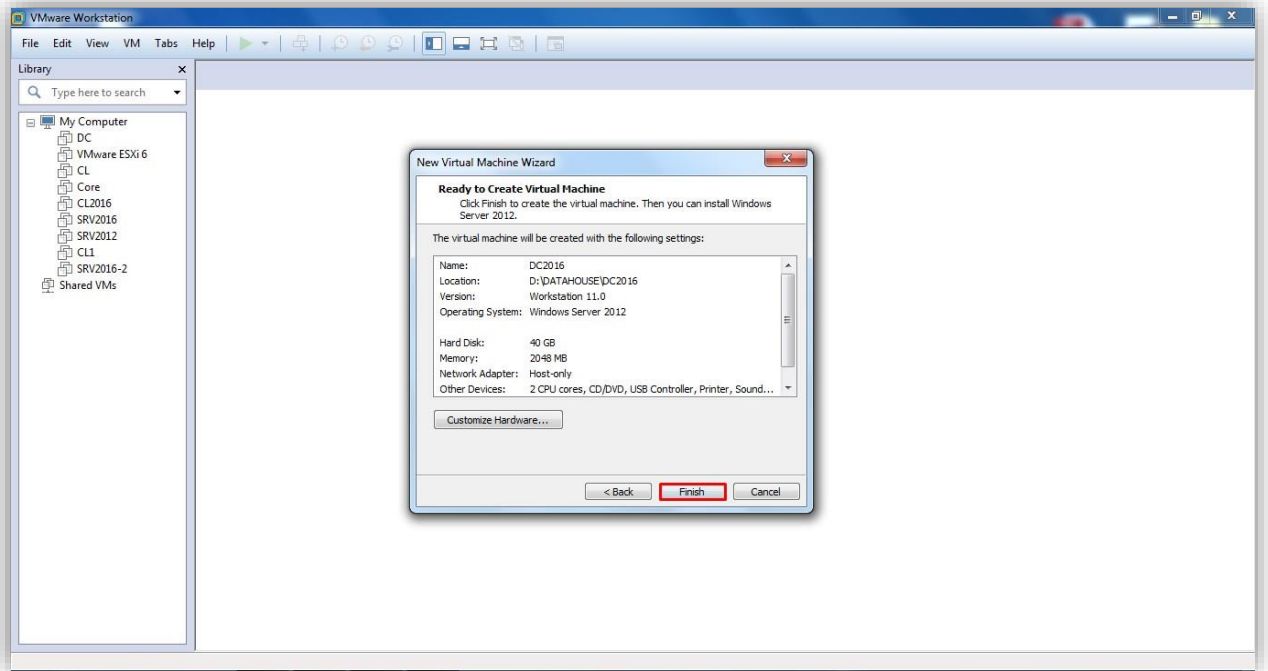 VMware Workstation
File Edit View VM Tabs Help
Library x
Type here to search
My Computer
DC
VMware ESXi 6
CL
Core
CL2016
SRV2016
SRV2012
CL1
SRV2016-2
Shared VMs
New Virtual Machine Wizard
Ready to Create Virtual Machine
Click Finish to create the virtual machine. Then you can install Windows
Server 2012.
The virtual machine will be created with the following settings:
Name: DC2016
Location: D:\DATAHOUSE\DC2016
Version: Workstation 11.0
Operating System: Windows Server 2012
Hard Disk: 40 GB
Memory: 2048 MB
Network Adapter: Host-only
Other Devices: 2 CPU cores, CD/DVD, USB Controller, Printer, Sound...
Customize Hardware...
< Back Finish Cancel